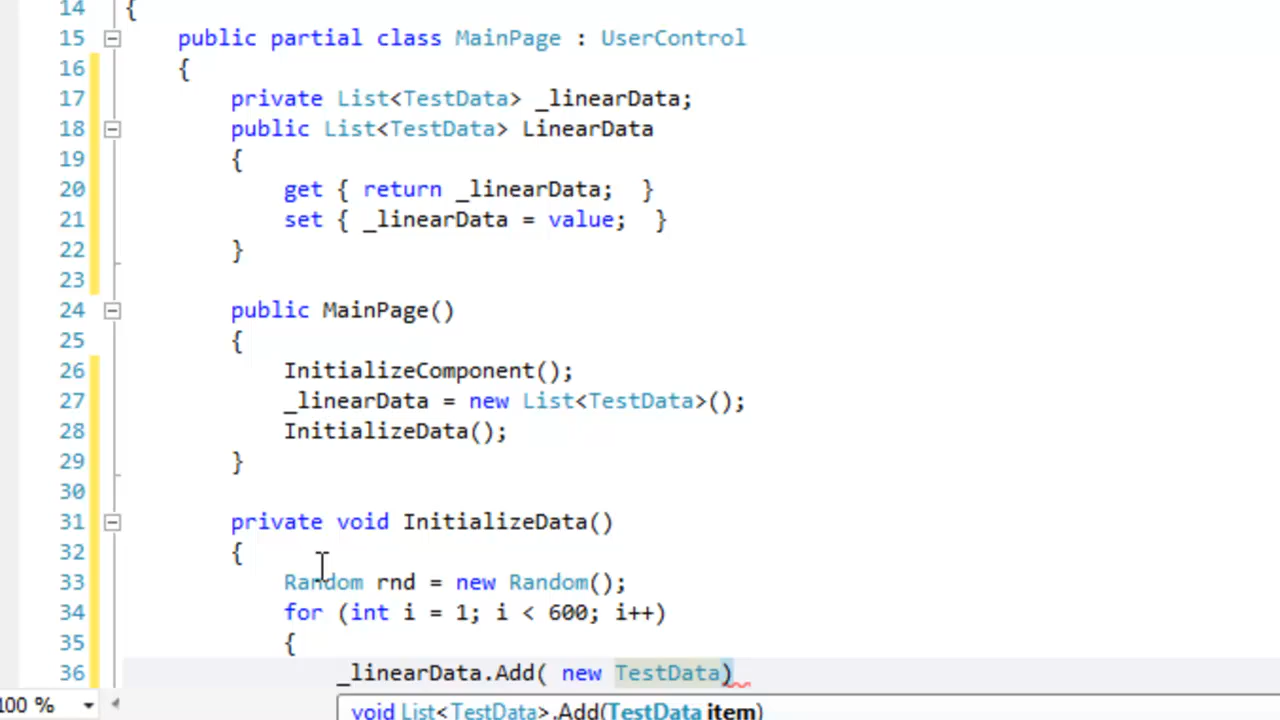 14 {
15 public partial class MainPage : UserControl
16 {
17 private List<TestData> _linearData;
18 public List<TestData> LinearData
19 {
20 get { return _linearData;  }
21 set { _linearData = value;  }
22 }
23
24 public MainPage()
25 {
26 InitializeComponent();
27 _linearData = new List<TestData>();
28 InitializeData();
29 }
30
31 private void InitializeData()
32 {
33 Random rnd = new Random();
34 for (int i = 1; i < 600; i++)
35 {
36 _linearData.Add( new TestData)
00 %
void List<TestData>.Add(TestData item)